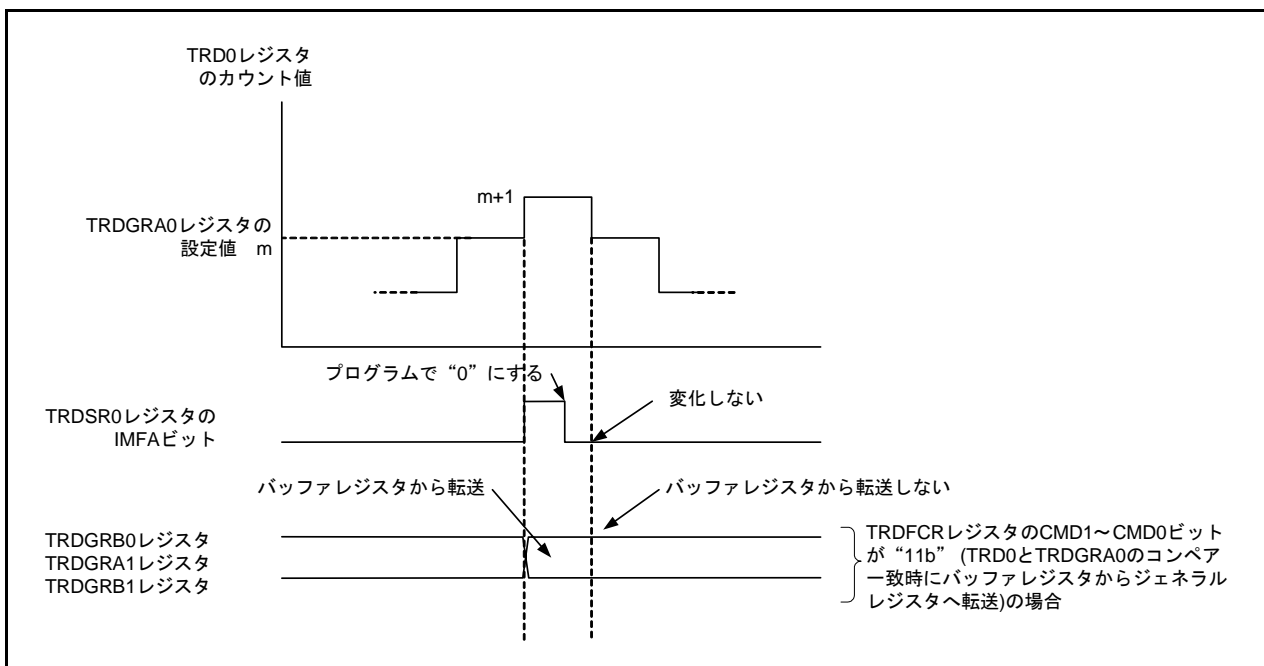 TRD0レジスタ
のカウント値
m+1
TRDGRA0レジスタの
設定値 m
プログラムで“0”にする
変化しない
TRDSR0レジスタの
IMFAビット
バッファレジスタから転送
バッファレジスタから転送しない
TRDGRB0レジスタ
TRDGRA1レジスタ
TRDGRB1レジスタ
TRDFCRレジスタのCMD1～CMD0ビット
が“11b” (TRD0とTRDGRA0のコンペア
一致時にバッファレジスタからジェネラル
レジスタへ転送)の場合